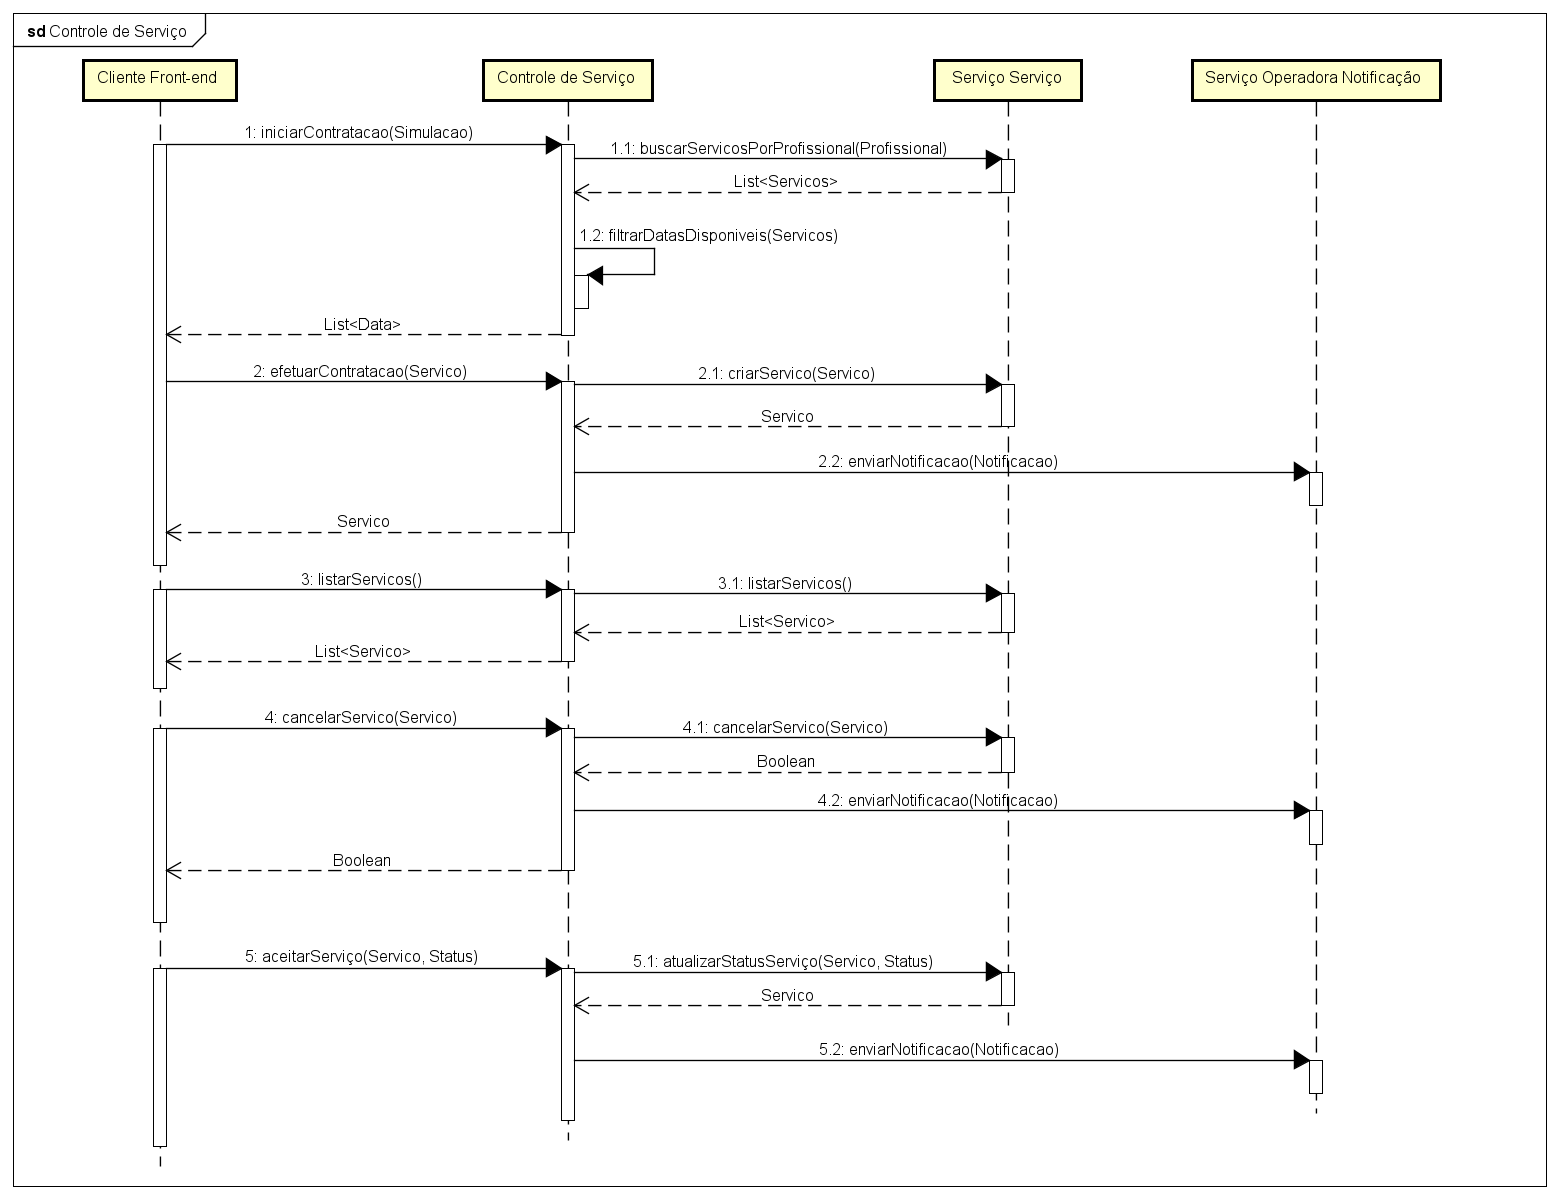 sd Controle de Serviço
Cliente Front-end
Controle de Serviço
Serviço Serviço
Serviço Operadora Notificação
1: iniciarContratacao(Simulacao)
1.1: buscarServicosPorProfissional(Profissional)
List<Servicos>
1.2: filtrarDatasDisponiveis(Servicos)
List<Data>
2: efetuarContratacao(Servico)
2.1: criarServico(Servico)
Servico
2.2: enviarNotificacao(Notificacao)
Servico
3: listarServicos()
3.1: listarServicos()
List<Servico>
List<Servico>
4: cancelarServico(Servico)
4.1: cancelarServico(Servico)
Boolean
4.2: enviarNotificacao(Notificacao)
Boolean
5: aceitarServiço(Servico, Status)
5.1: atualizarStatusServiço(Servico, Status)
Servico
5.2: enviarNotificacao(Notificacao)